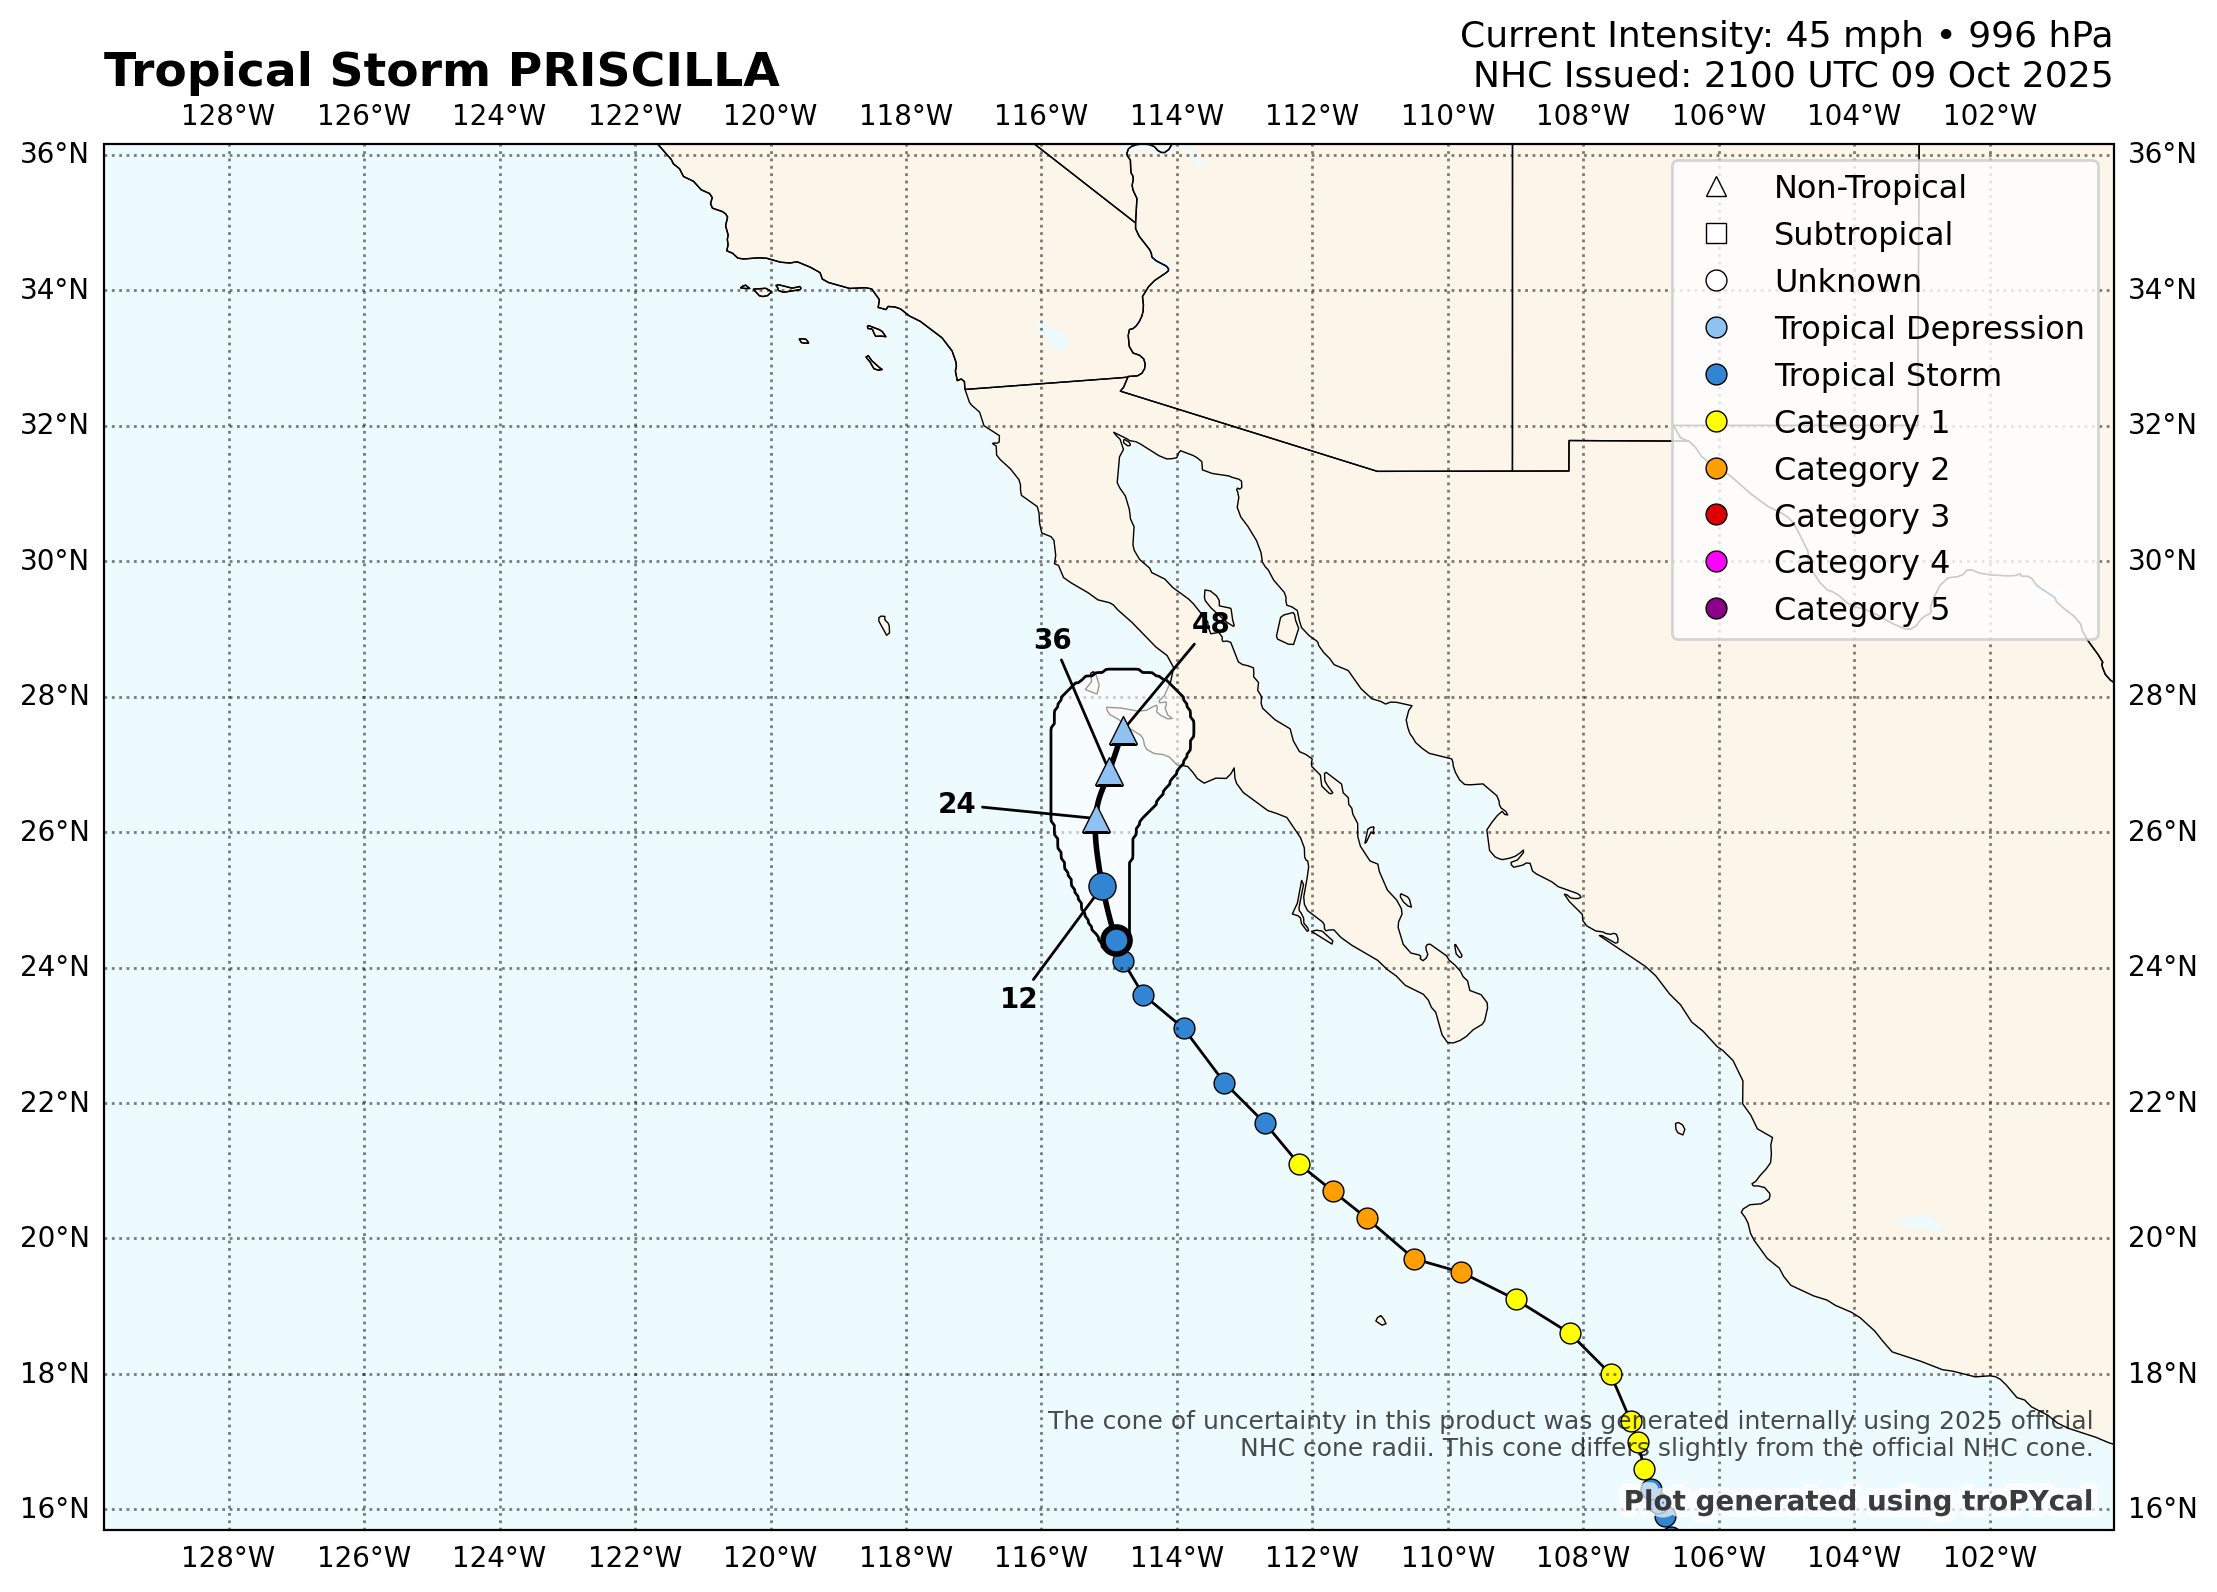 Current Intensity: 45 mph • 996 hPa
Tropical Storm PRISCILLA
NHC Issued: 2100 UTC 09 Oct 2025
128°W 126°W 124°W 122°W 120°W 118°W 116°W 114°W 112°W 110°W 108°W 106°W 104°W 102°W
36°N 36°N
Non-Tropical
Subtropical
34°N Unknown 34°N
Tropical Depression
Tropical Storm
32°N Category 1 32°N
Category 2
Category 3
30°N Category 4 30°N
Category 5
48
36
28°N 28°N
24
26°N 26°N
24°N 24°N
12
22°N 22°N
20°N 20°N
18°N 18°N
The cone of uncertainty in this product was generated internally using 2025 official
NHC cone radii. This cone differs slightly from the official NHC cone.
16°N Plot generated using troPYcal 16°N
128°W 126°W 124°W 122°W 120°W 118°W 116°W 114°W 112°W 110°W 108°W 106°W 104°W 102°W